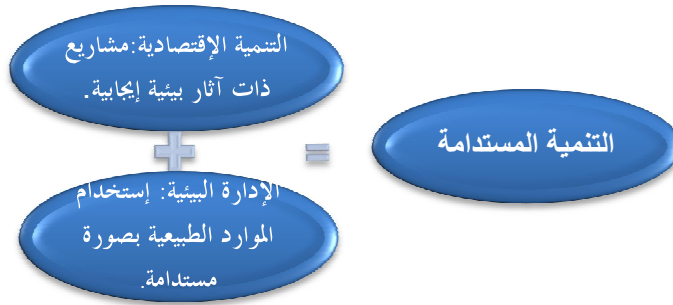 التنمية الإقتصادية:مشاريع
ذات آثار بيئية إيجابية.
+
=
التنمية المستدامة
الإدارة البيئية: إستخدام
الموارد الطبيعية بصورة
مستدامة.